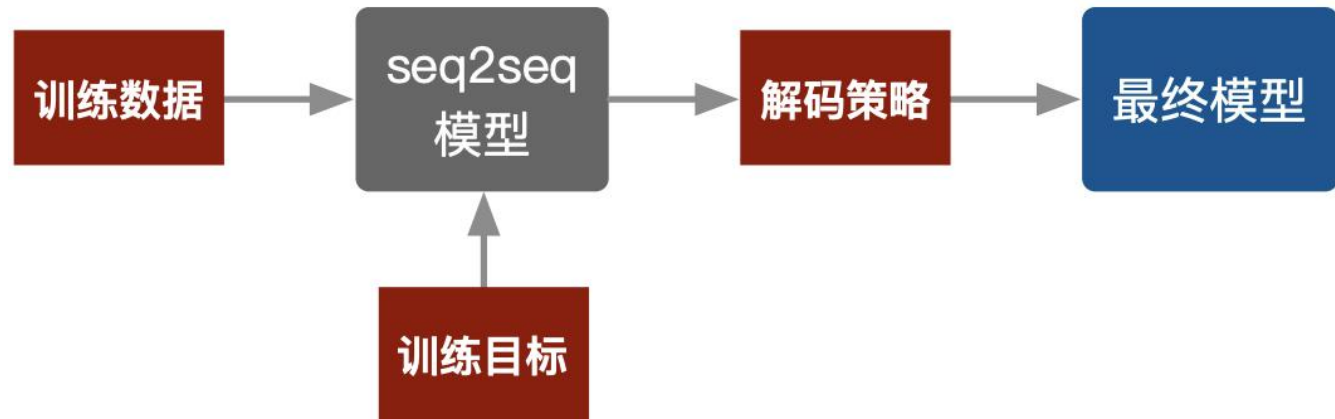 训练数据
seq2seq
模型
解码策略
最终模型
训练目标